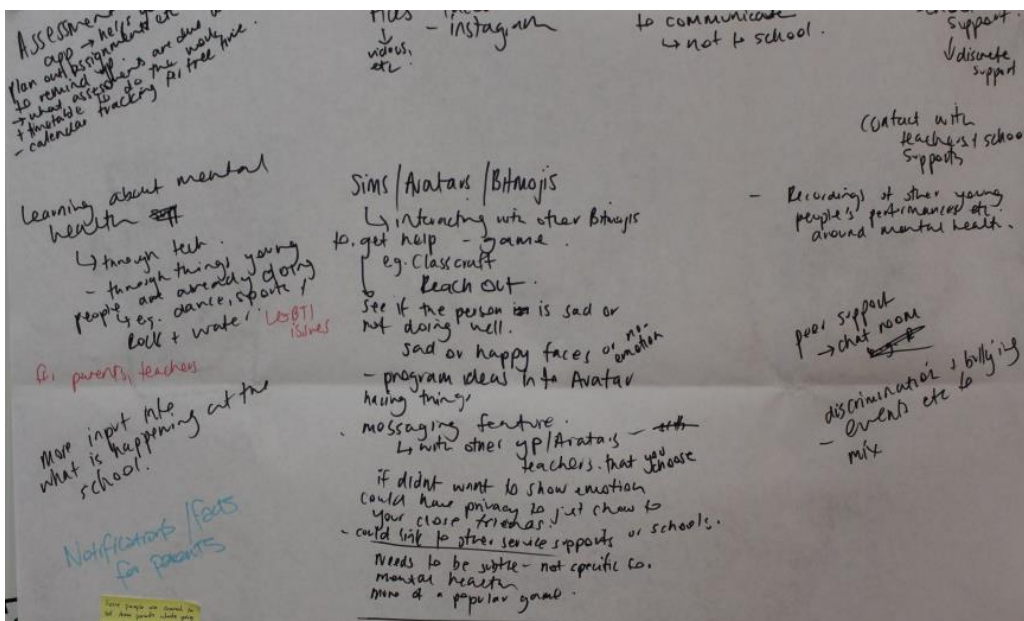 Assessment
app → helps
plan out assignments etc
to remind
→ what assessments are due
+ timetable to do the work
- calendar tracking for free time
videos,
etc.
- instagram
to communicate
↳ not to school.
support
↓ discrete
support
contact with
teachers + school
supports
- Recordings of other young
people's performances etc.
around mental health.
Learning about mental
health
↳ through tech.
- through things young
people are already doing
↳ eg. dance, sports /
Rock + water.
LGBTI
issues
parents, teachers
more input into
what is happening at the
school.
Notifications / facts
for parents
Sims / Avatars / Bitmojis
↳ interacting with other Bitmojis
to get help - game.
eg. Classcraft
Reach out.
see if the person is sad or
not doing well.
sad or happy faces or no-
emotion
- program ideas into Avatar
having things
messaging feature.
↳ with other yp/Avatars -
teachers that you choose
if didnt want to show emotion
could have privacy to just show to
your close friends.
- could link to other service supports or schools.
Needs to be subtle - not specific to.
mental health
more of a popular game.
peer support
→ chat room
discrimination & bullying
- events etc to
mix